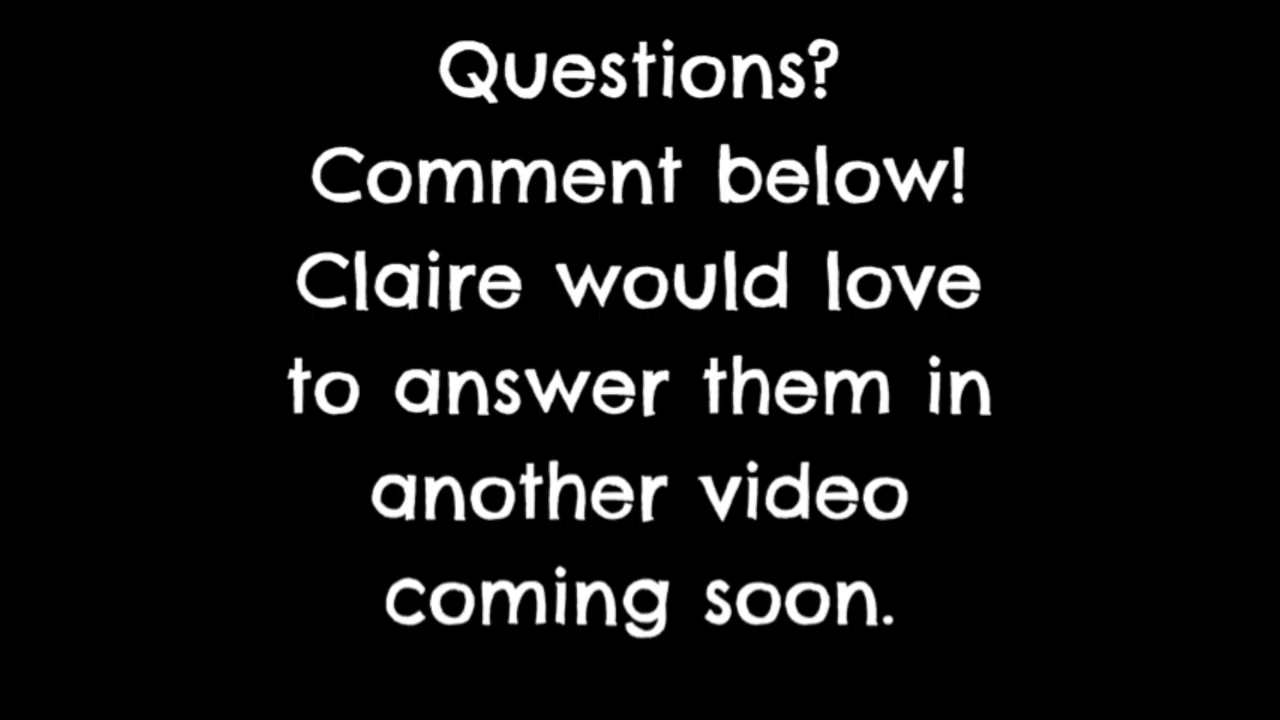 Questions?
Comment below!
Claire would love
to answer them in
another video
coming soon.